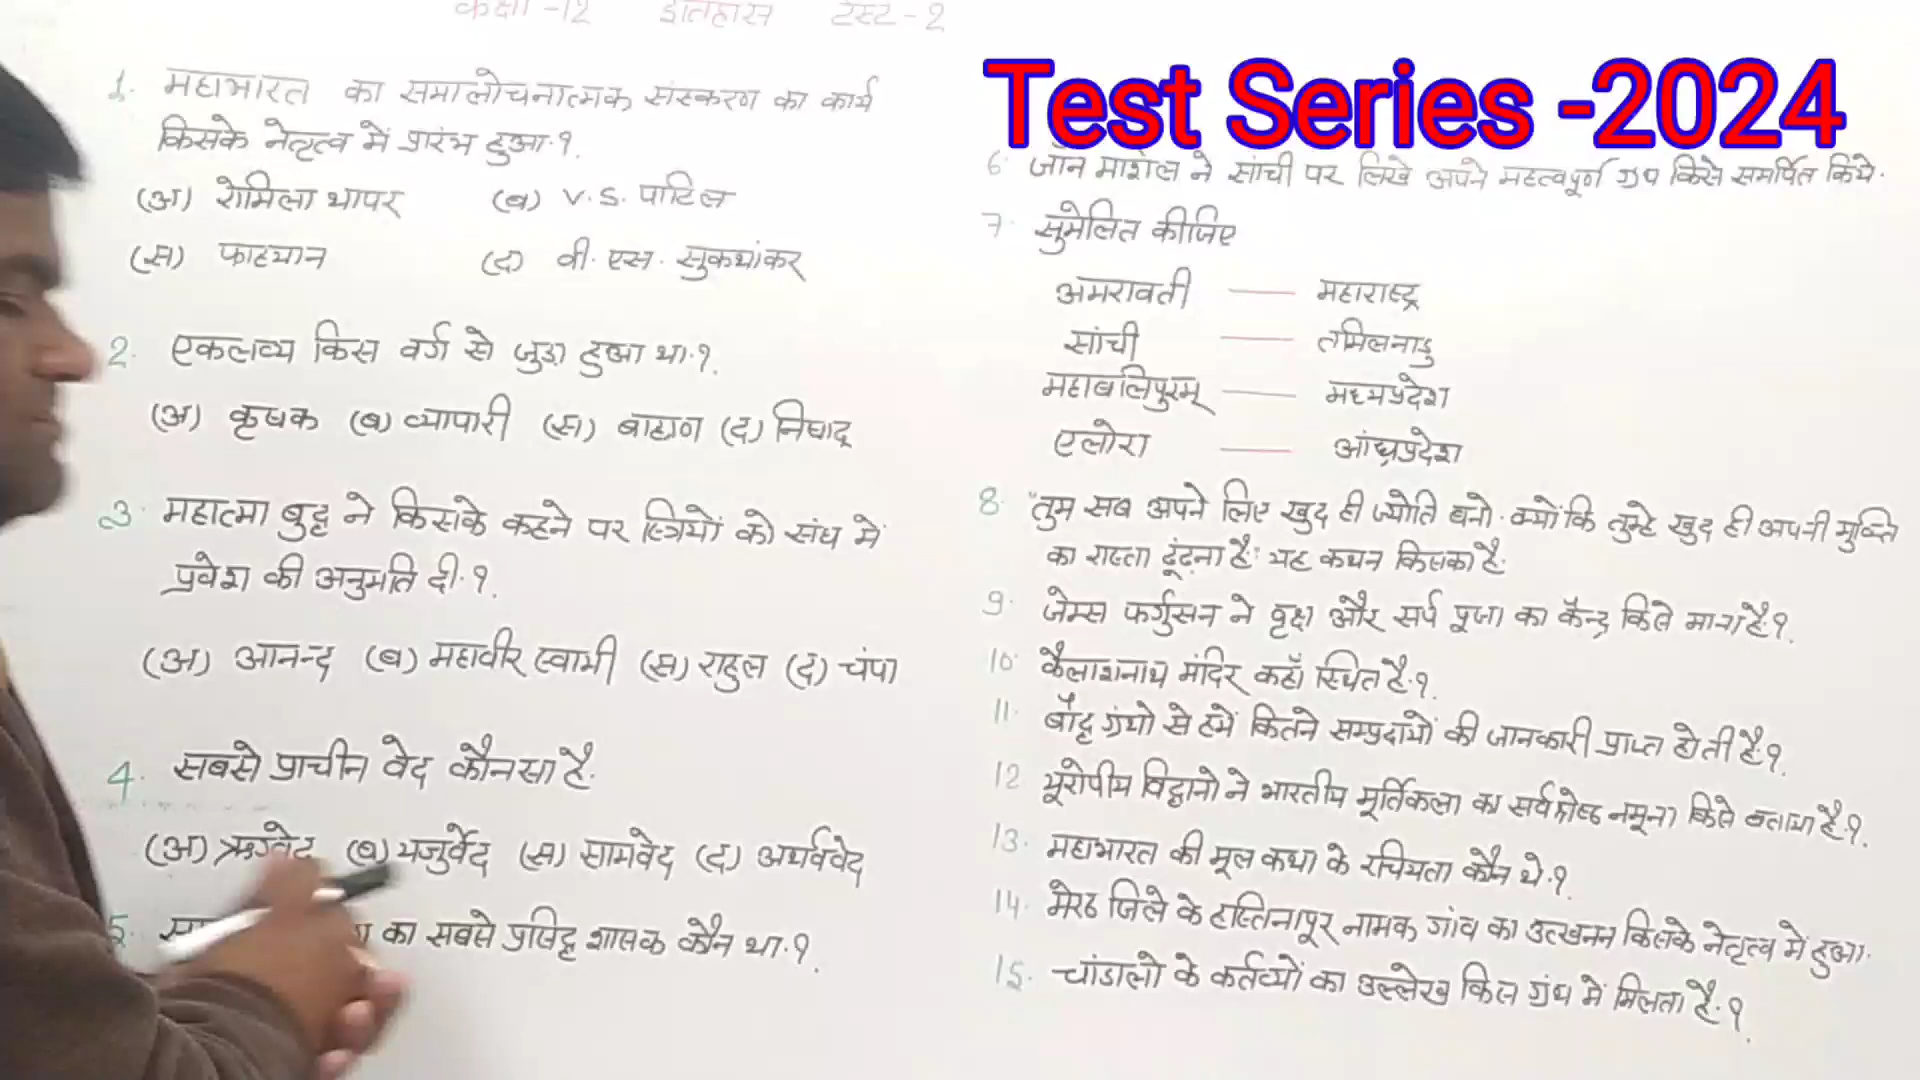 कक्षा -12 इतिहास टेस्ट - 2
Test Series -2024
1. महाभारत का समालोचनात्मक संस्करण का कार्य
किसके नेतृत्व में प्रारंभ हुआ.?.
(अ) रोमिला थापर (ब) V. S. पाटिल
(स) फाह्यान (द) वी. एस. सुकथांकर
2. एकलव्य किस वर्ग से जुड़ा हुआ था.?.
(अ) कृषक (ब) व्यापारी (स) ब्राह्मण (द) निषाद
3. महात्मा बुद्ध ने किसके कहने पर स्त्रियों को संघ में
प्रवेश की अनुमति दी.?.
(अ) आनन्द (ब) महावीर स्वामी (स) राहुल (द) चंपा
4. सबसे प्राचीन वेद कौनसा है.
(अ) ऋग्वेद (ब) यजुर्वेद (स) सामवेद (द) अथर्ववेद
5. का सबसे प्रसिद्ध शासक कौन था.?.
6. जॉन मार्शल ने सांची पर लिखे अपने महत्वपूर्ण ग्रंथ किसे समर्पित किये.
7. सुमेलित कीजिए
अमरावती — महाराष्ट्र
सांची — तमिलनाडु
महाबलिपुरम् — मध्यप्रदेश
एलोरा — आंध्रप्रदेश
8. "तुम सब अपने लिए खुद ही ज्योति बनो. क्योंकि तुम्हे खुद ही अपनी मुक्ति
का रास्ता ढूंढ़ना है" यह कथन किसका है.
9. जेम्स फर्गुसन ने वृक्ष और सर्प पूजा का केन्द्र किसे माना है.?.
10. कैलाशनाथ मंदिर कहाँ स्थित है.?.
11. बौद्ध ग्रंथो से हमें कितने सम्प्रदायों की जानकारी प्राप्त होती है.?.
12 यूरोपीय विद्वानो ने भारतीय मूर्तिकला का सर्वश्रेष्ठ नमूना किसे बताया है.?.
13. महाभारत की मूल कथा के रचियता कौन थे.?.
14. मेरठ जिले के हस्तिनापूर नामक गांव का उत्खनन किसके नेतृत्व में हुआ.
15. चांडालो के कर्तव्यों का उल्लेख किस ग्रंथ में मिलता है.?